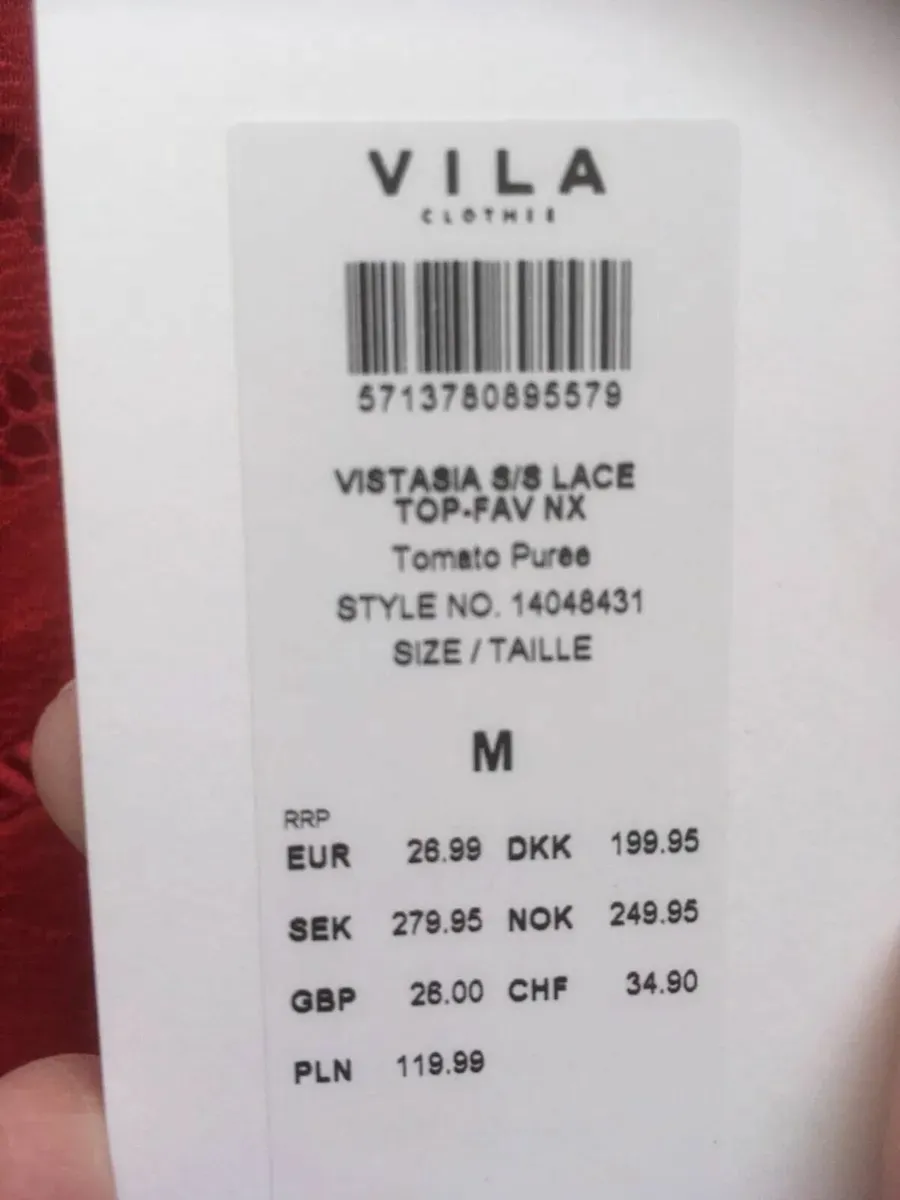 VILA
CLOTHES
5713780895579
VISTASIA S/S LACE
TOP-FAV NX
Tomato Puree
STYLE NO. 14048431
SIZE / TAILLE
M
RRP
EUR 26.99 DKK 199.95
SEK 279.95 NOK 249.95
GBP 26.00 CHF 34.90
PLN 119.99